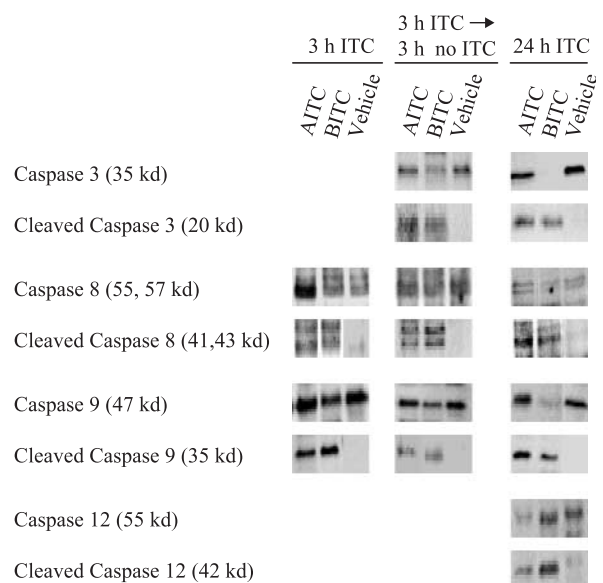 3 h ITC →
3 h ITC 3 h no ITC 24 h ITC
AITC BITC Vehicle AITC BITC Vehicle AITC BITC Vehicle
Caspase 3 (35 kd)
Cleaved Caspase 3 (20 kd)
Caspase 8 (55, 57 kd)
Cleaved Caspase 8 (41,43 kd)
Caspase 9 (47 kd)
Cleaved Caspase 9 (35 kd)
Caspase 12 (55 kd)
Cleaved Caspase 12 (42 kd)